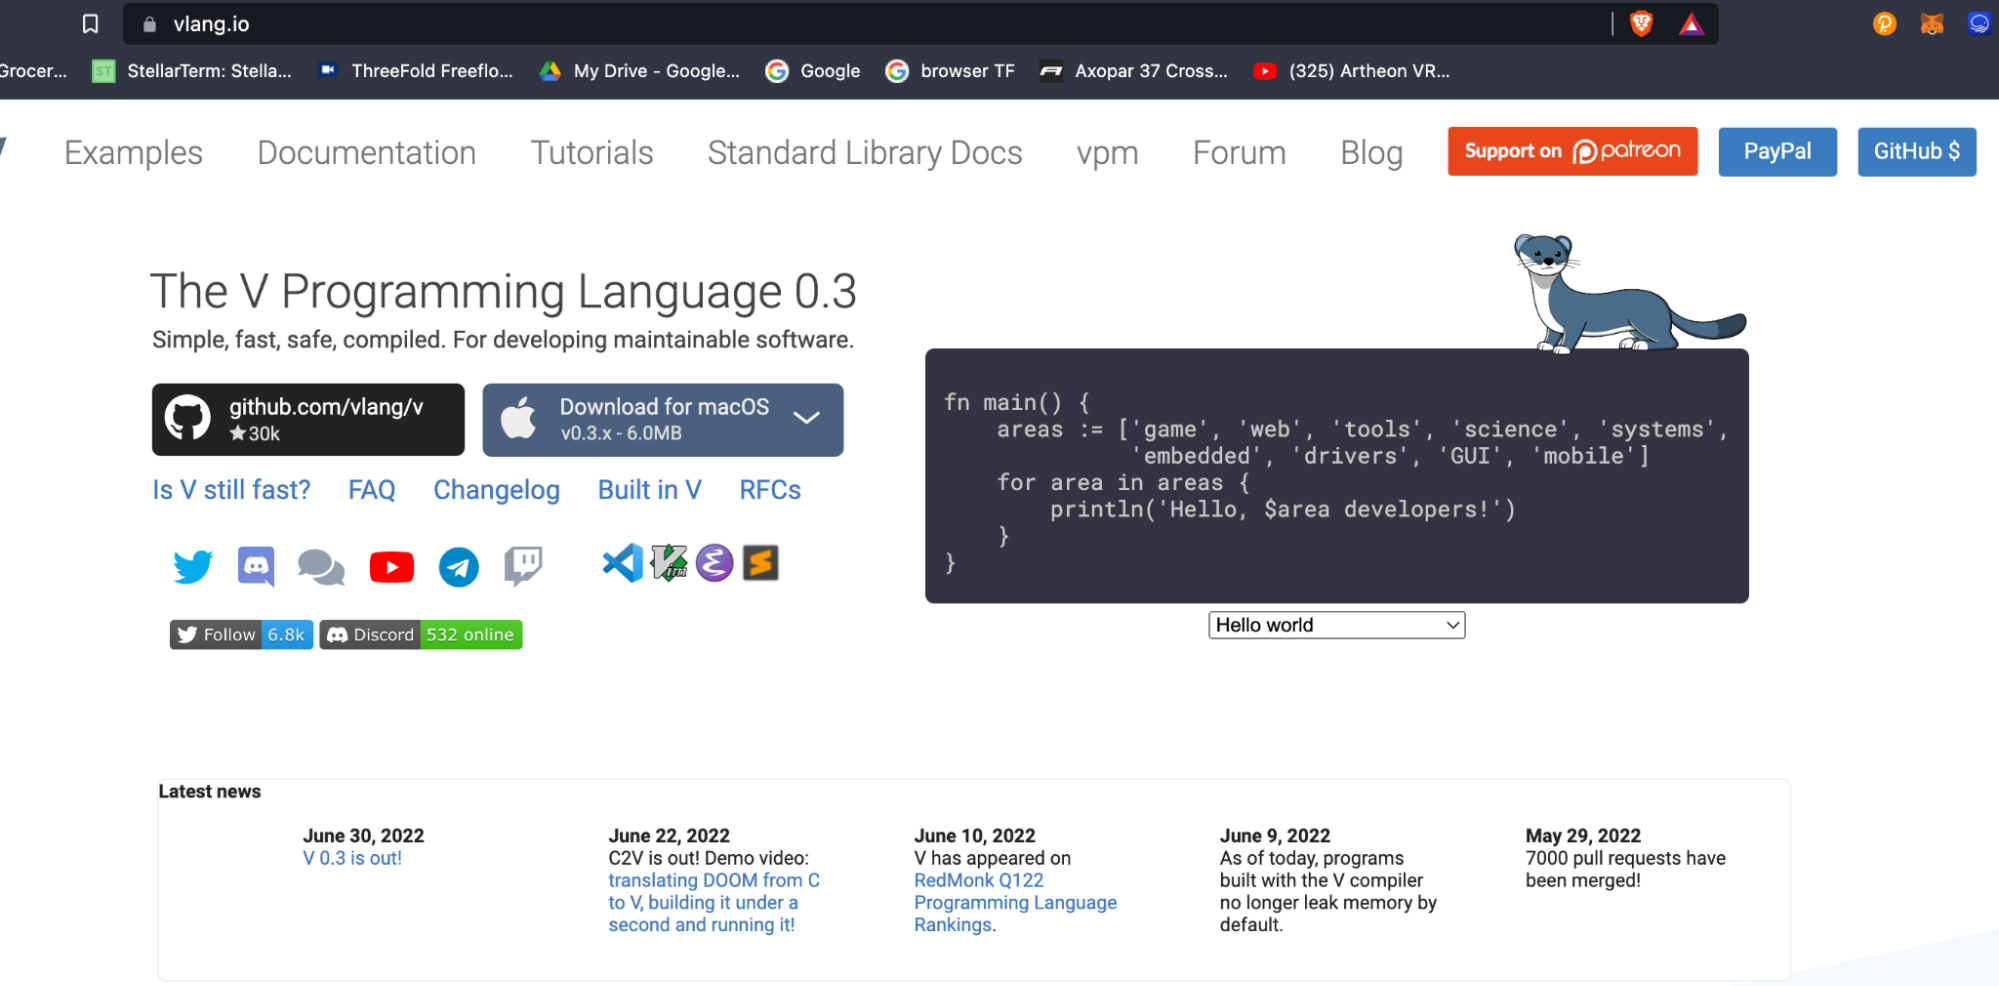 vlang.io
Grocer...
ST
StellarTerm: Stella...
ThreeFold Freeflo...
My Drive - Google...
Google
browser TF
Axopar 37 Cross...
(325) Artheon VR...
Examples
Documentation
Tutorials
Standard Library Docs
vpm
Forum
Blog
Support on patreon
PayPal
GitHub $
The V Programming Language 0.3
Simple, fast, safe, compiled. For developing maintainable software.
github.com/vlang/v
★30k
Download for macOS
v0.3.x - 6.0MB
Is V still fast?
FAQ
Changelog
Built in V
RFCs
Follow 6.8k
Discord 532 online
fn main() {
areas := ['game', 'web', 'tools', 'science', 'systems',
'embedded', 'drivers', 'GUI', 'mobile']
for area in areas {
println('Hello, $area developers!')
}
}
Hello world
Latest news
June 30, 2022
V 0.3 is out!
June 22, 2022
C2V is out! Demo video:
translating DOOM from C
to V, building it under a
second and running it!
June 10, 2022
V has appeared on
RedMonk Q122
Programming Language
Rankings.
June 9, 2022
As of today, programs
built with the V compiler
no longer leak memory by
default.
May 29, 2022
7000 pull requests have
been merged!